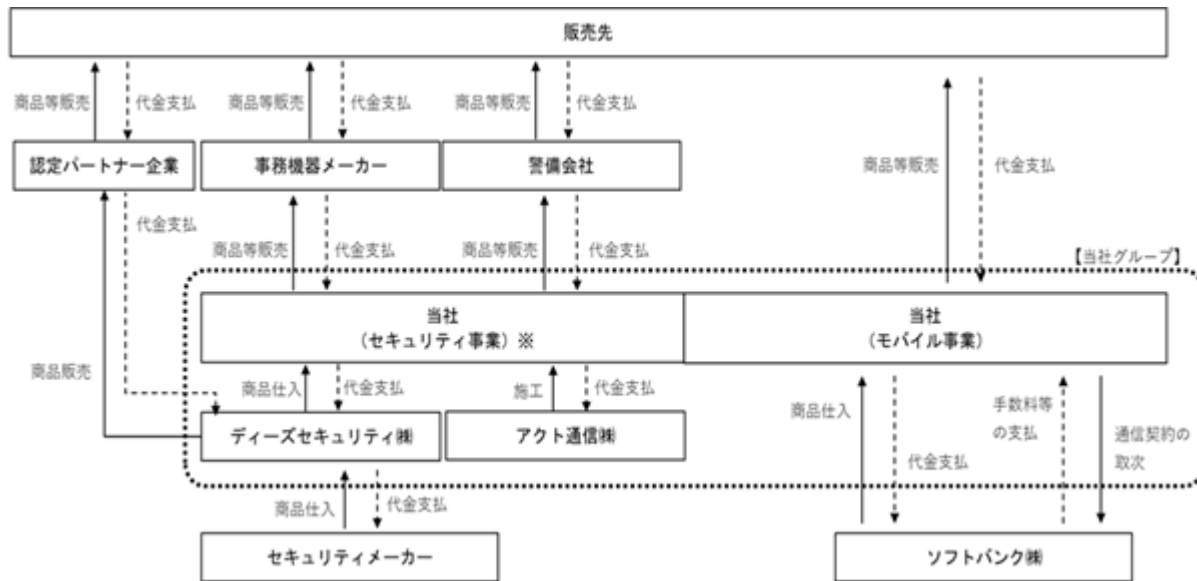 販売先
商品等販売
代金支払
商品等販売
代金支払
商品等販売
代金支払
商品等販売
代金支払
認定パートナー企業
事務機器メーカー
警備会社
代金支払
商品等販売
代金支払
商品等販売
代金支払
【当社グループ】
当社
(セキュリティ事業)※
当社
(モバイル事業)
商品販売
商品仕入
代金支払
施工
代金支払
商品仕入
代金支払
手数料等
の支払
通信契約の
取次
ディーズセキュリティ㈱
アクト通信㈱
商品仕入
代金支払
セキュリティメーカー
ソフトバンク㈱